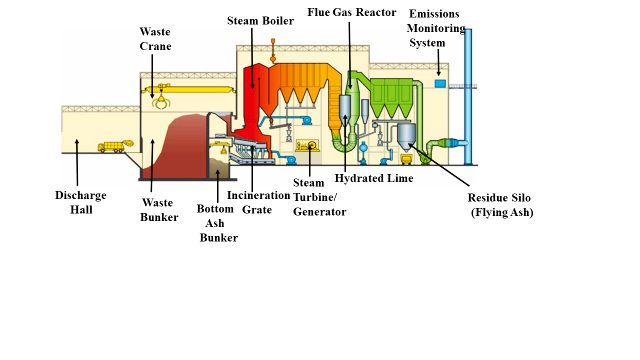 Flue Gas Reactor
Emissions
Monitoring
System
Steam Boiler
Waste
Crane
Discharge
Hall
Waste
Bunker
Bottom
Ash
Bunker
Incineration
Grate
Steam
Turbine/
Generator
Hydrated Lime
Residue Silo
(Flying Ash)